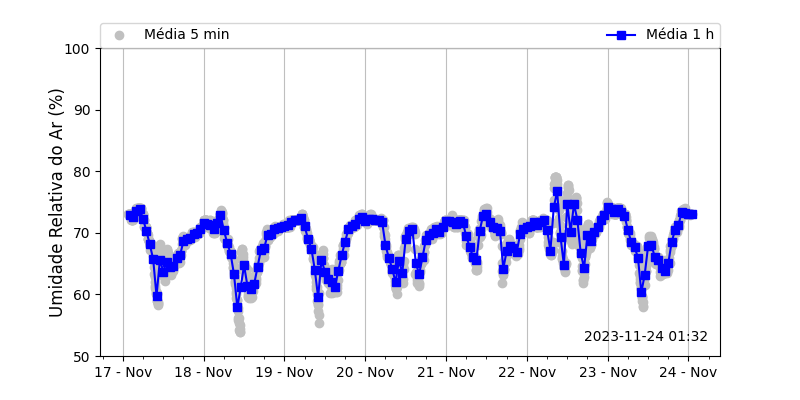 Média 5 min
Média 1 h
Umidade Relativa do Ar (%)
100
90
80
70
60
50
2023-11-24 01:32
17 - Nov
18 - Nov
19 - Nov
20 - Nov
21 - Nov
22 - Nov
23 - Nov
24 - Nov